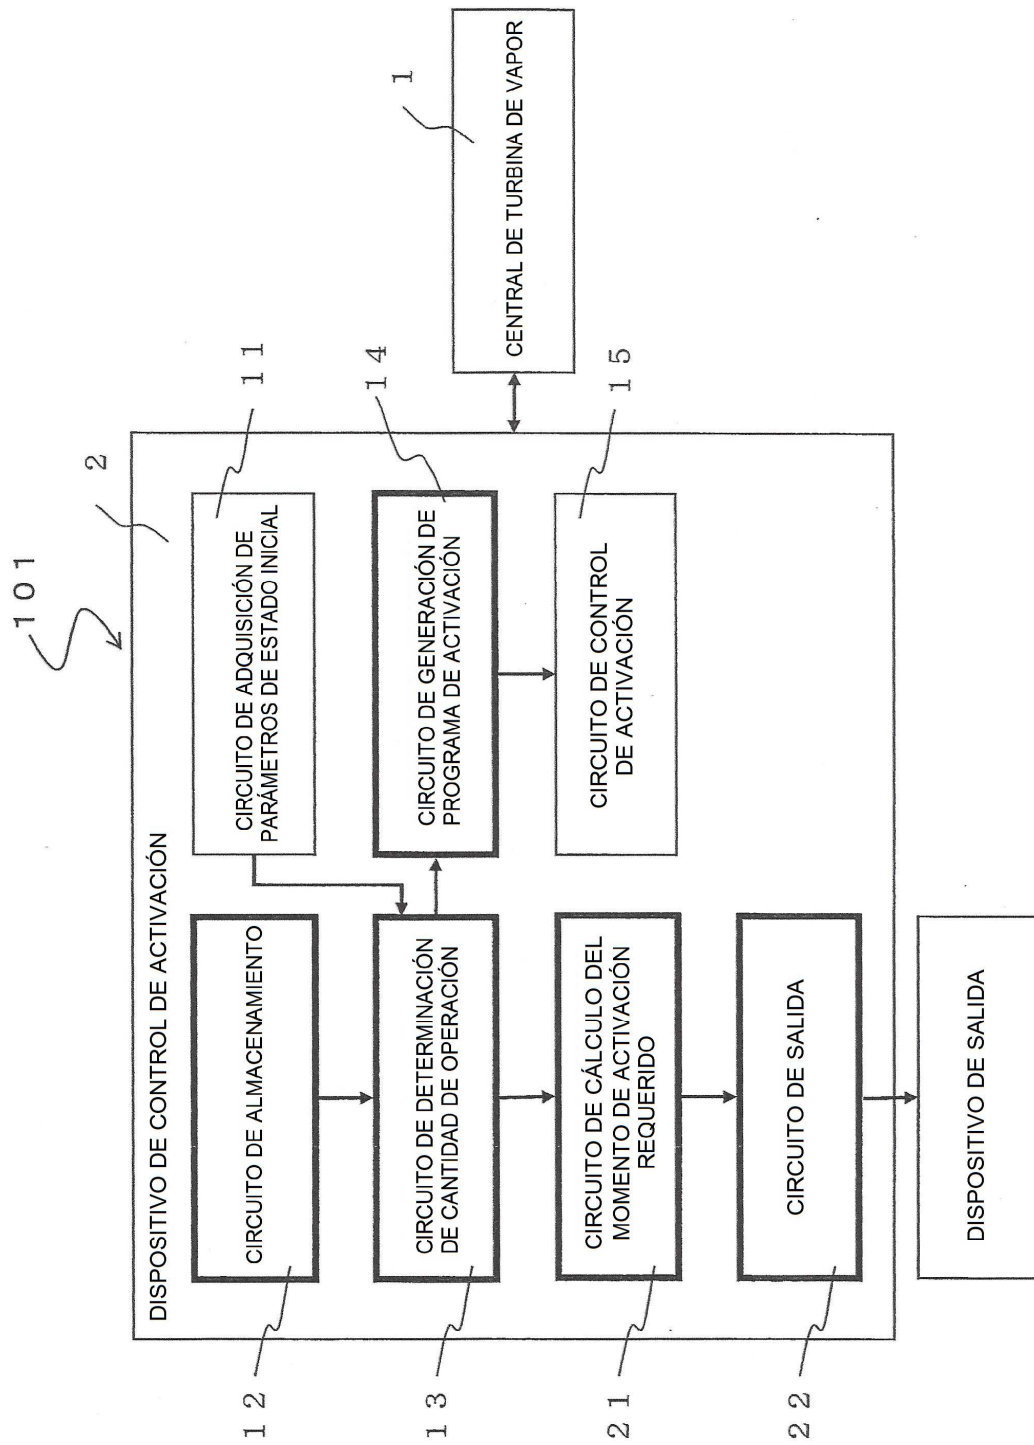 101
2
DISPOSITIVO DE CONTROL DE ACTIVACIÓN
12
CIRCUITO DE ALMACENAMIENTO
CIRCUITO DE ADQUISICIÓN DE
PARÁMETROS DE ESTADO INICIAL
11
13
CIRCUITO DE DETERMINACIÓN
DE CANTIDAD DE OPERACIÓN
CIRCUITO DE GENERACIÓN DE
PROGRAMA DE ACTIVACIÓN
14
1
CENTRAL DE TURBINA DE VAPOR
21
CIRCUITO DE CÁLCULO DEL
MOMENTO DE ACTIVACIÓN
REQUERIDO
CIRCUITO DE CONTROL
DE ACTIVACIÓN
15
22
CIRCUITO DE SALIDA
DISPOSITIVO DE SALIDA